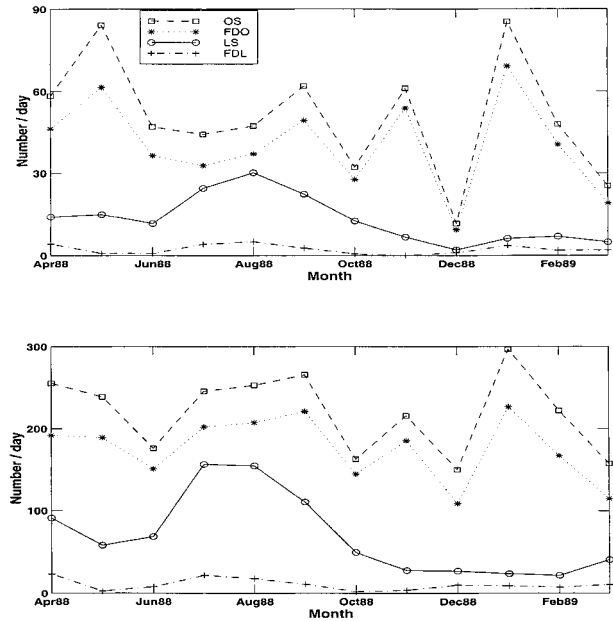 90
60
30
0
Number / day
OS
FDO
LS
FDL
Apr88 Jun88 Aug88 Oct88 Dec88 Feb89
Month
300
200
100
0
Number / day
Apr88 Jun88 Aug88 Oct88 Dec88 Feb89
Month